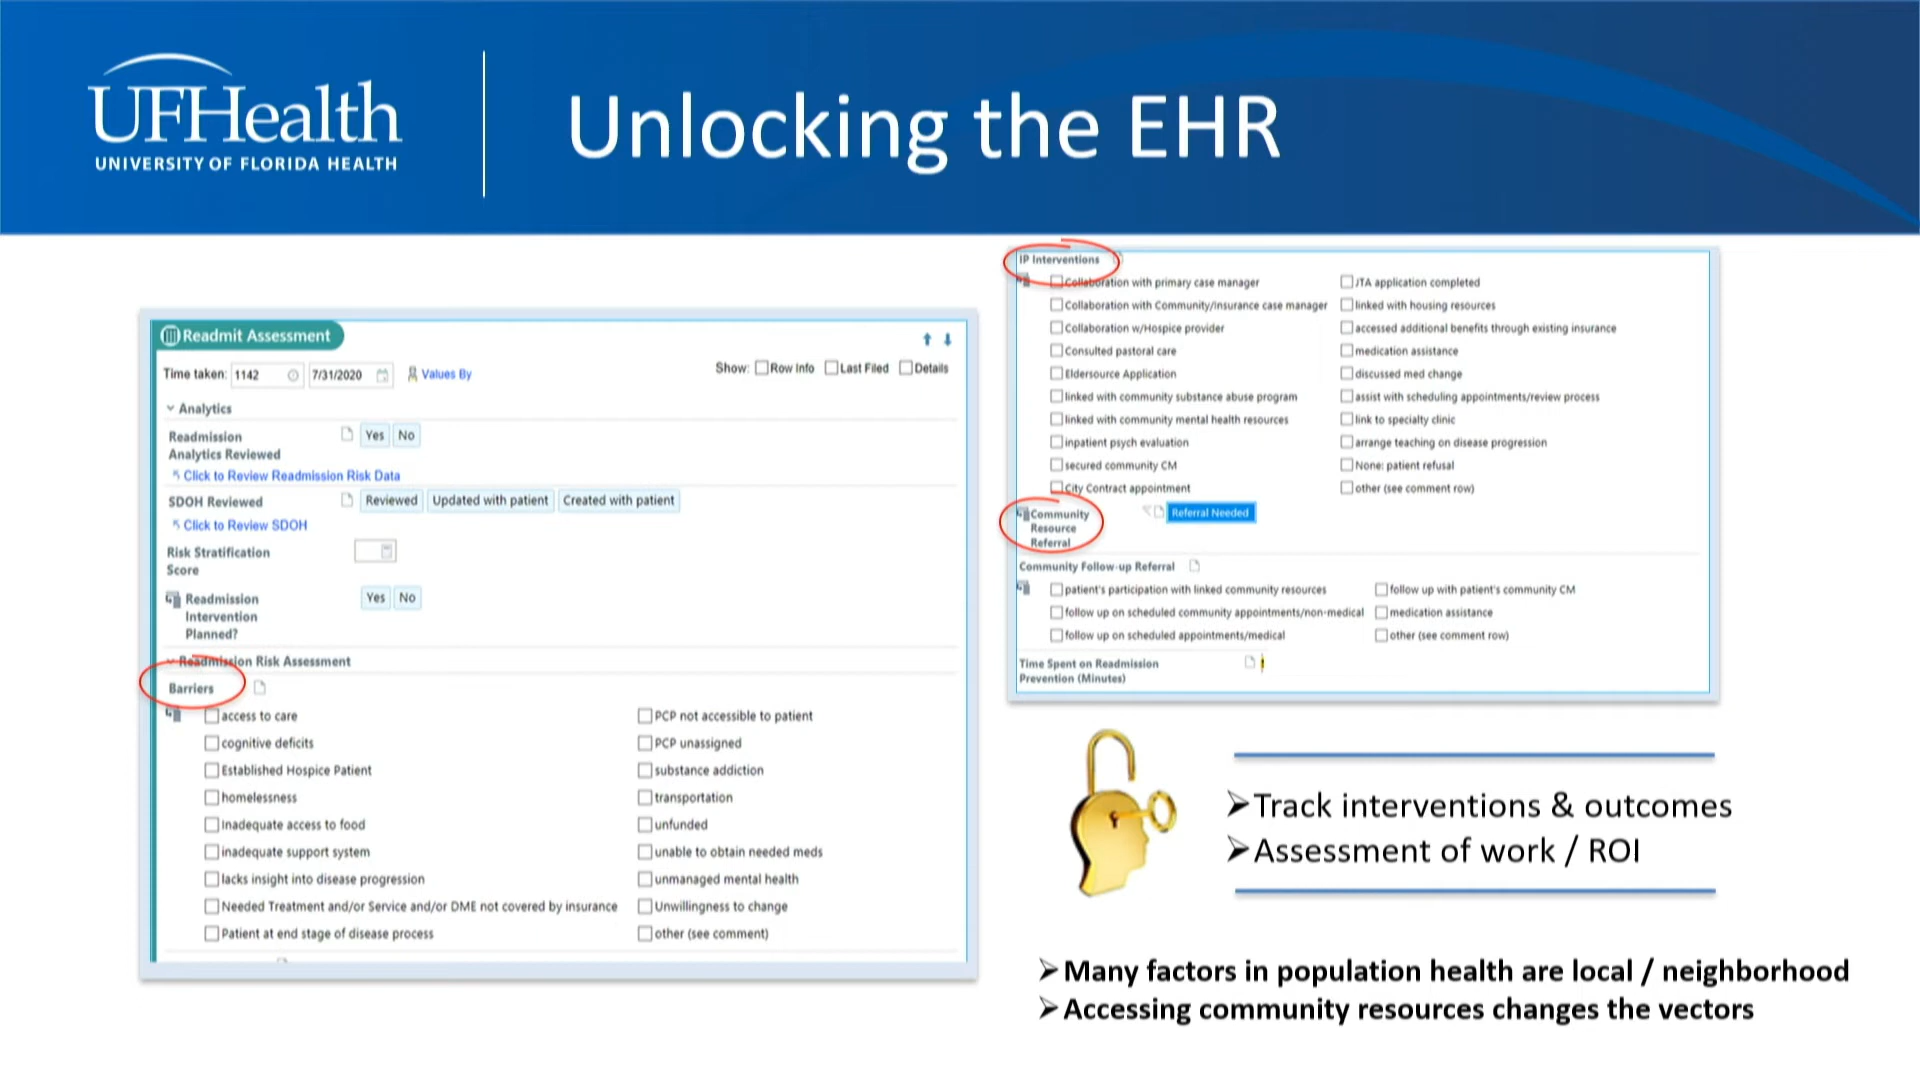 UFHealth
UNIVERSITY OF FLORIDA HEALTH
Unlocking the EHR
Readmit Assessment
Time taken: 1142 7/31/2020 Values By
Show: Row Info Last Filed Details
Analytics
Readmission Analytics Reviewed
Yes No
Click to Review Readmission Risk Data
SDOH Reviewed Reviewed Updated with patient Created with patient
Click to Review SDOH
Risk Stratification
Score
Readmission
Intervention
Planned?
Yes No
Readmission Risk Assessment
Barriers
access to care
cognitive deficits
Established Hospice Patient
homelessness
Inadequate access to food
inadequate support system
lacks insight into disease progression
Needed Treatment and/or Service and/or DME not covered by insurance
Patient at end stage of disease process
PCP not accessible to patient
PCP unassigned
substance addiction
transportation
unfunded
unable to obtain needed meds
unmanaged mental health
Unwillingness to change
other (see comment)
IP Interventions
Collaboration with primary case manager
Collaboration with Community/Insurance case manager
Collaboration w/Hospice provider
Consulted pastoral care
Eldersource Application
linked with community substance abuse program
linked with community mental health resources
inpatient psych evaluation
secured community CM
City Contract appointment
JTA application completed
linked with housing resources
accessed additional benefits through existing insurance
medication assistance
discussed med change
assist with scheduling appointments/review process
link to specialty clinic
arrange teaching on disease progression
None: patient refusal
other (see comment row)
Community
Resource
Referral
Referral Needed
Community Follow-up Referral
patient's participation with linked community resources
follow up on scheduled community appointments/non-medical
follow up on scheduled appointments/medical
follow up with patient's community CM
medication assistance
other (see comment row)
Time Spent on Readmission
Prevention (Minutes)
➢Track interventions & outcomes
➢Assessment of work / ROI
➢Many factors in population health are local / neighborhood
➢Accessing community resources changes the vectors